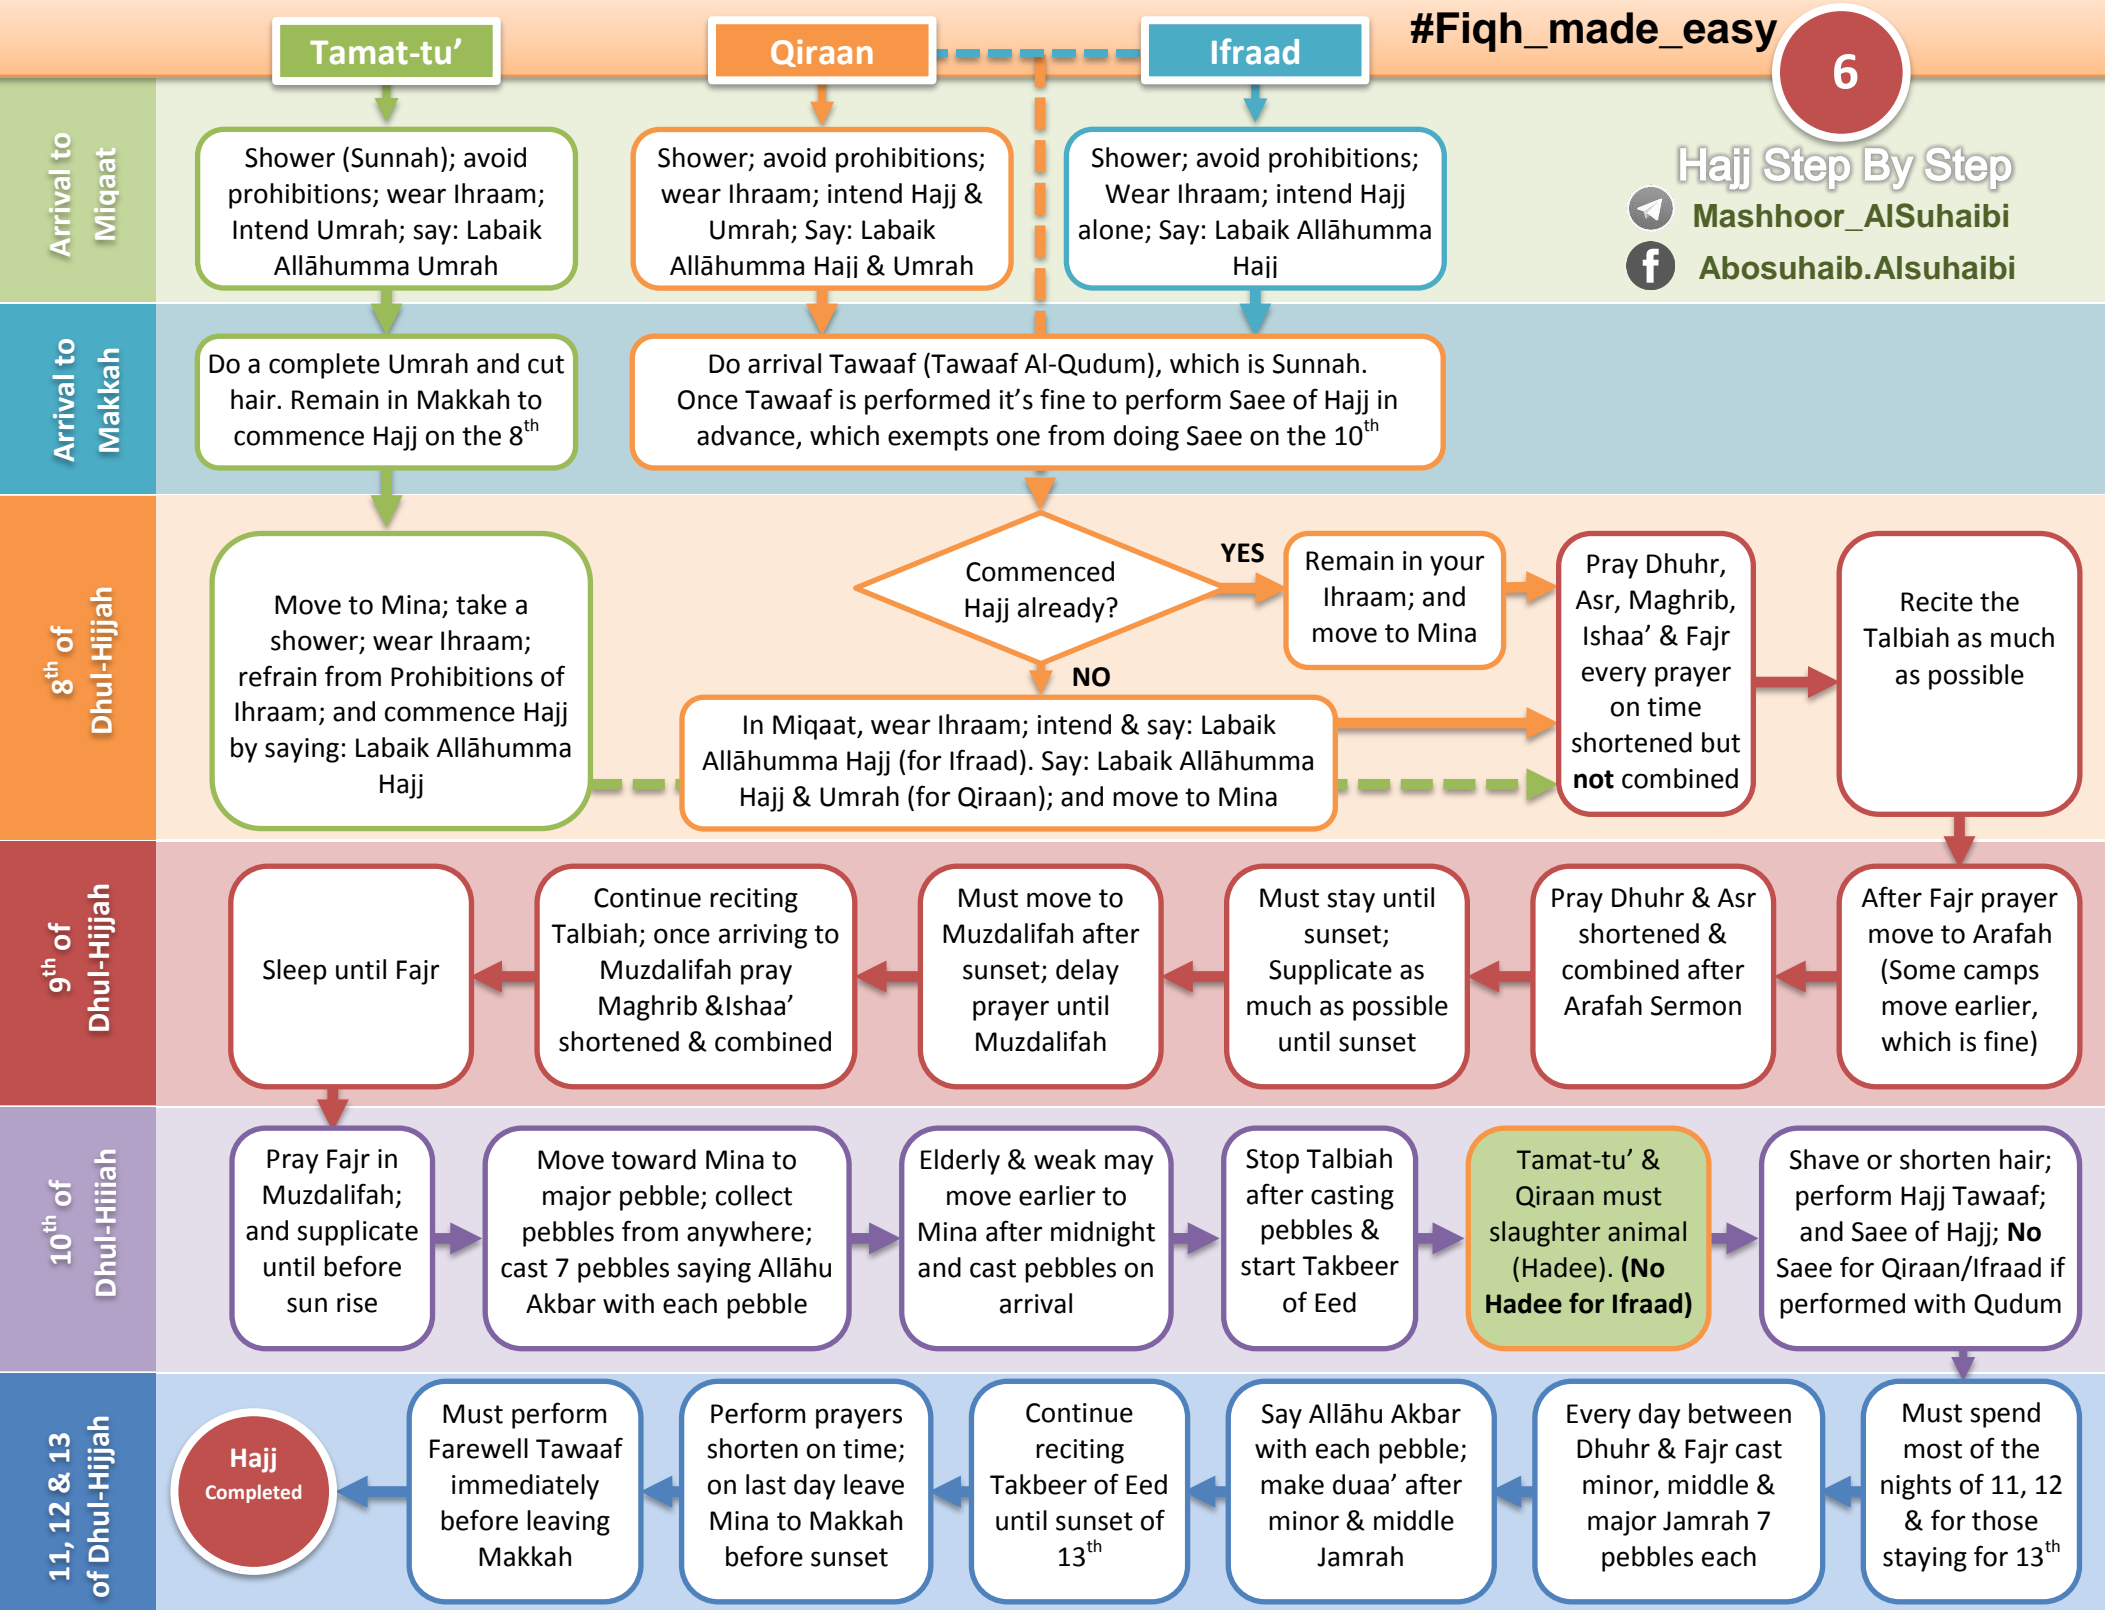 #Fiqh_made_easy
6
Hajj Step By Step
Mashhoor_AlSuhaibi
Abosuhaib.Alsuhaibi
Tamat-tu’
Qiraan
Ifraad
Arrival to
Miqaat
Shower (Sunnah); avoid
prohibitions; wear Ihraam;
Intend Umrah; say: Labaik
Allāhumma Umrah
Shower; avoid prohibitions;
wear Ihraam; intend Hajj &
Umrah; Say: Labaik
Allāhumma Hajj & Umrah
Shower; avoid prohibitions;
Wear Ihraam; intend Hajj
alone; Say: Labaik Allāhumma
Hajj
Arrival to
Makkah
Do a complete Umrah and cut
hair. Remain in Makkah to
commence Hajj on the 8th
Do arrival Tawaaf (Tawaaf Al-Qudum), which is Sunnah.
Once Tawaaf is performed it’s fine to perform Saee of Hajj in
advance, which exempts one from doing Saee on the 10th
8th of
Dhul-Hijjah
Move to Mina; take a
shower; wear Ihraam;
refrain from Prohibitions of
Ihraam; and commence Hajj
by saying: Labaik Allāhumma
Hajj
Commenced
Hajj already?
YES
Remain in your
Ihraam; and
move to Mina
NO
In Miqaat, wear Ihraam; intend & say: Labaik
Allāhumma Hajj (for Ifraad). Say: Labaik Allāhumma
Hajj & Umrah (for Qiraan); and move to Mina
Pray Dhuhr,
Asr, Maghrib,
Ishaa’ & Fajr
every prayer
on time
shortened but
not combined
Recite the
Talbiah as much
as possible
9th of
Dhul-Hijjah
After Fajr prayer
move to Arafah
(Some camps
move earlier,
which is fine)
Pray Dhuhr & Asr
shortened &
combined after
Arafah Sermon
Must stay until
sunset;
Supplicate as
much as possible
until sunset
Must move to
Muzdalifah after
sunset; delay
prayer until
Muzdalifah
Continue reciting
Talbiah; once arriving to
Muzdalifah pray
Maghrib &Ishaa’
shortened & combined
Sleep until Fajr
10th of
Dhul-Hijjah
Pray Fajr in
Muzdalifah;
and supplicate
until before
sun rise
Move toward Mina to
major pebble; collect
pebbles from anywhere;
cast 7 pebbles saying Allāhu
Akbar with each pebble
Elderly & weak may
move earlier to
Mina after midnight
and cast pebbles on
arrival
Stop Talbiah
after casting
pebbles &
start Takbeer
of Eed
Tamat-tu’ &
Qiraan must
slaughter animal
(Hadee). (No
Hadee for Ifraad)
Shave or shorten hair;
perform Hajj Tawaaf;
and Saee of Hajj; No
Saee for Qiraan/Ifraad if
performed with Qudum
11, 12 & 13
of Dhul-Hijjah
Must spend
most of the
nights of 11, 12
& for those
staying for 13th
Every day between
Dhuhr & Fajr cast
minor, middle &
major Jamrah 7
pebbles each
Say Allāhu Akbar
with each pebble;
make duaa’ after
minor & middle
Jamrah
Continue
reciting
Takbeer of Eed
until sunset of
13th
Perform prayers
shorten on time;
on last day leave
Mina to Makkah
before sunset
Must perform
Farewell Tawaaf
immediately
before leaving
Makkah
Hajj
Completed